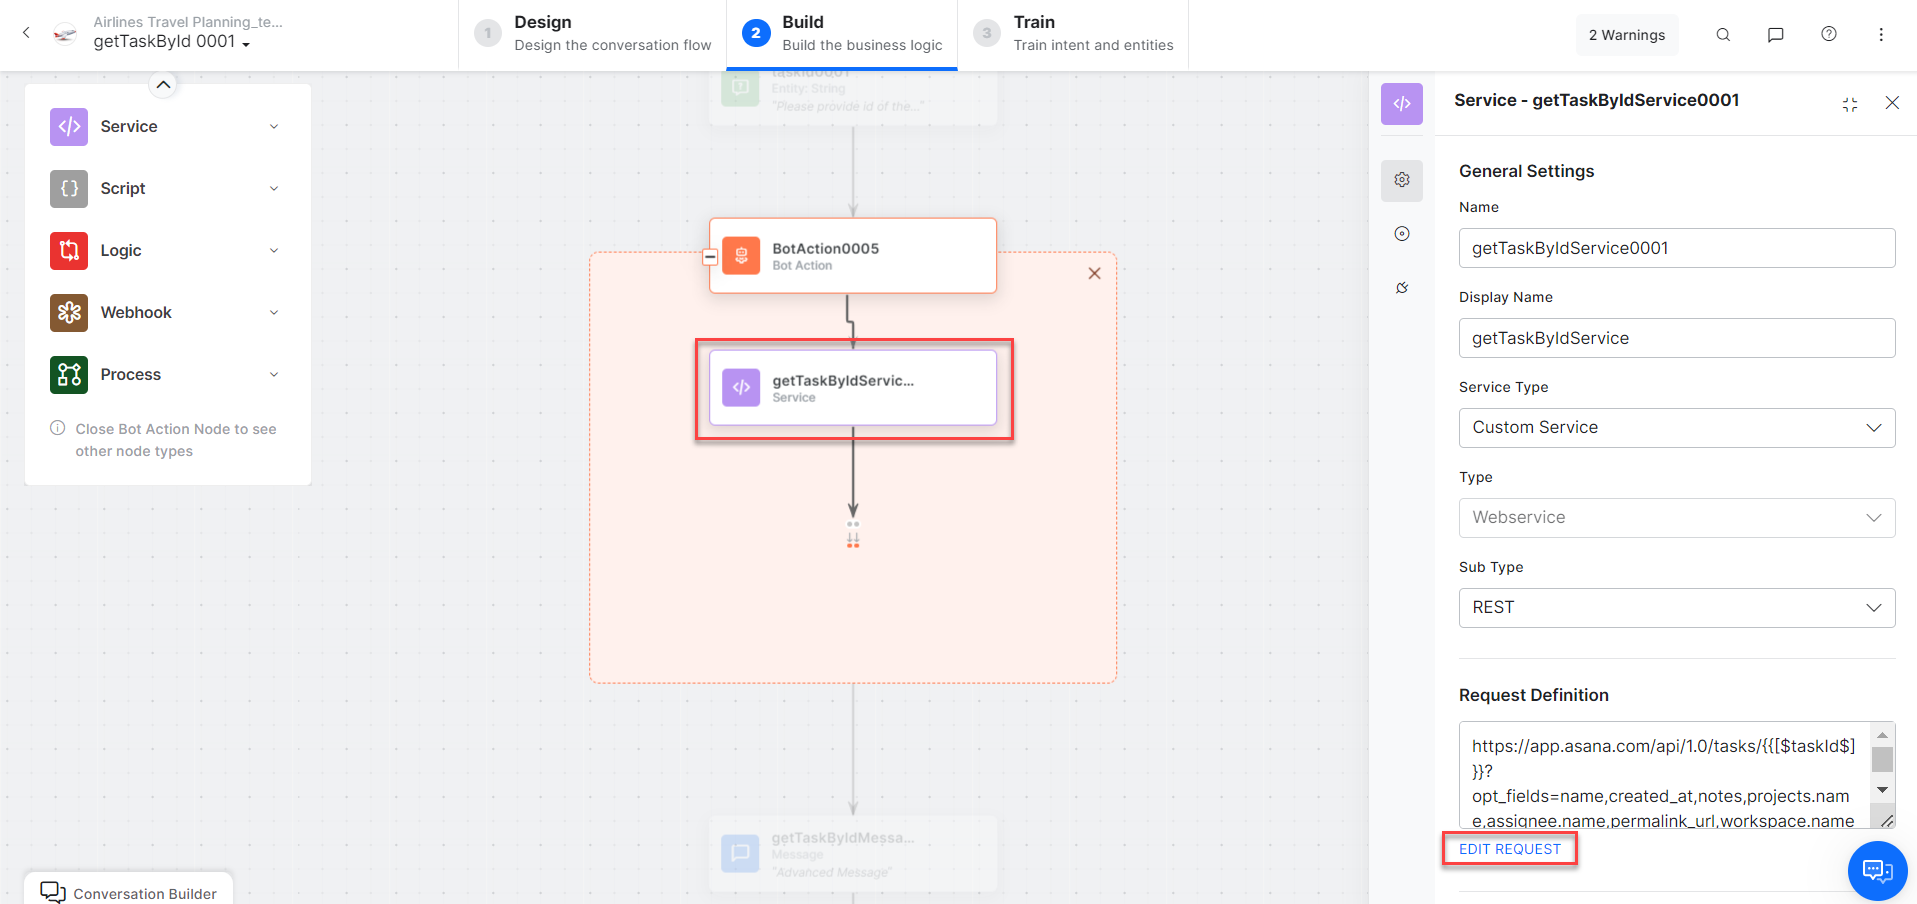 Airlines Travel Planning_te...
getTaskById 0001
1
Design
Design the conversation flow
2
Build
Build the business logic
3
Train
Train intent and entities
2 Warnings
Service
Script
Logic
Webhook
Process
Close Bot Action Node to see
other node types
taskId0001
Entity: String
"Please provide id of the..."
BotAction0005
Bot Action
getTaskByIdServic...
Service
getTaskByIdMessa...
Message
"Advanced Message"
Conversation Builder
Service - getTaskByIdService0001
General Settings
Name
getTaskByIdService0001
Display Name
getTaskByIdService
Service Type
Custom Service
Type
Webservice
Sub Type
REST
Request Definition
https://app.asana.com/api/1.0/tasks/{{[$taskId$]
}}?
opt_fields=name,created_at,notes,projects.nam
e,assignee.name,permalink_url,workspace.name
EDIT REQUEST